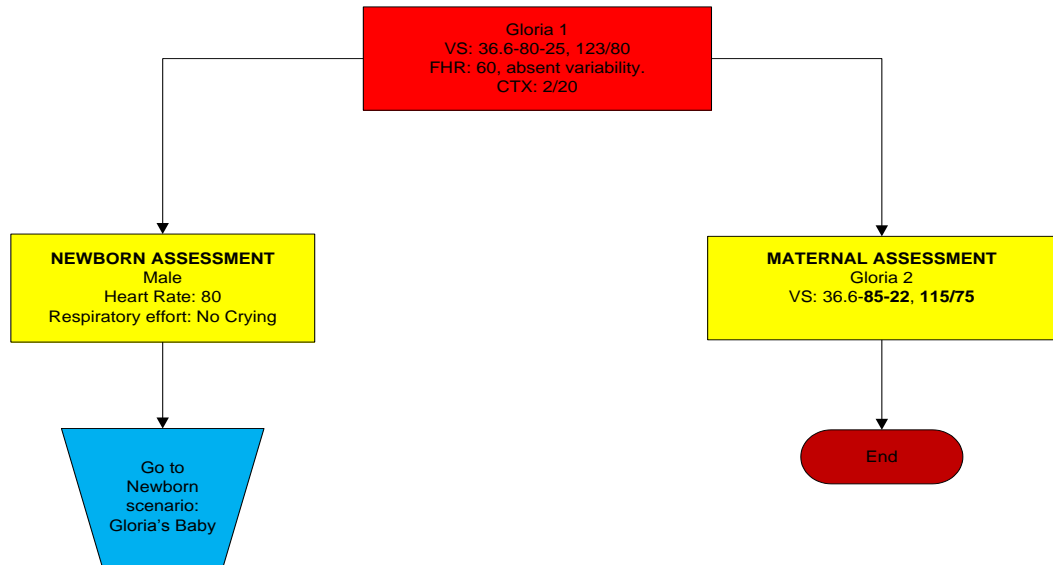 Gloria 1
VS: 36.6-80-25, 123/80
FHR: 60, absent variability.
CTX: 2/20
NEWBORN ASSESSMENT
Male
Heart Rate: 80
Respiratory effort: No Crying
MATERNAL ASSESSMENT
Gloria 2
VS: 36.6-85-22, 115/75
Go to
Newborn
scenario:
Gloria’s Baby
End